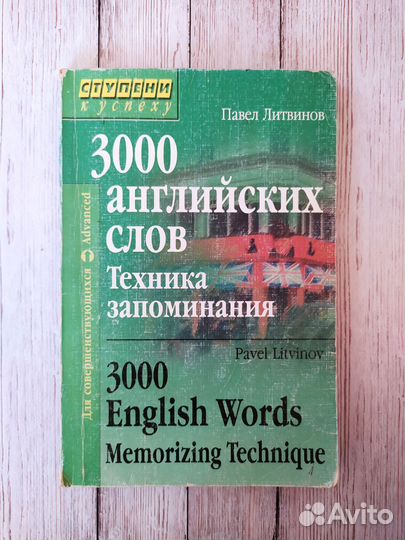 СТУПЕНИ
к успеху
Павел Литвинов
3000
английских
слов
Техника
запоминания
Для совершенствующихся Advanced
Pavel Litvinov
3000
English Words
Memorizing Technique
Avito